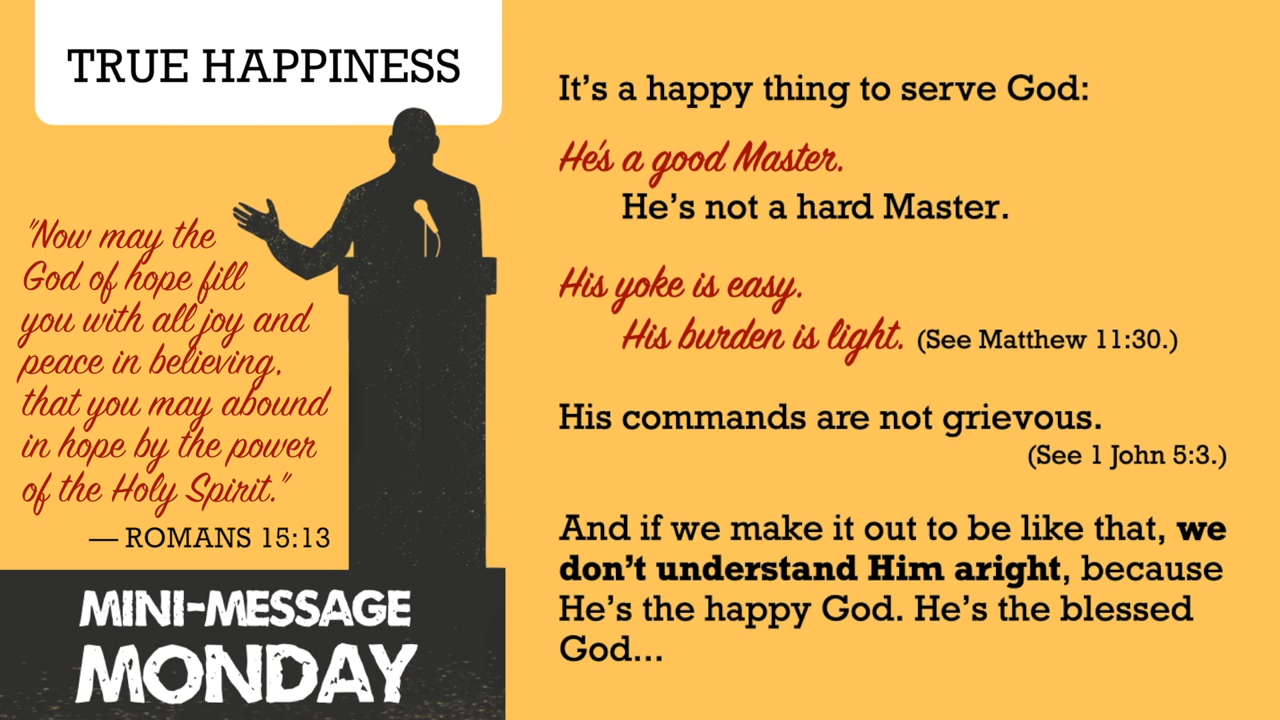 TRUE HAPPINESS
"Now may the
God of hope fill
you with all joy and
peace in believing,
that you may abound
in hope by the power
of the Holy Spirit."
— ROMANS 15:13
MINI-MESSAGE
MONDAY
It's a happy thing to serve God:
He's a good Master.
He's not a hard Master.
His yoke is easy.
His burden is light. (See Matthew 11:30.)
His commands are not grievous.
(See 1 John 5:3.)
And if we make it out to be like that, we
don't understand Him aright, because
He's the happy God. He's the blessed
God...